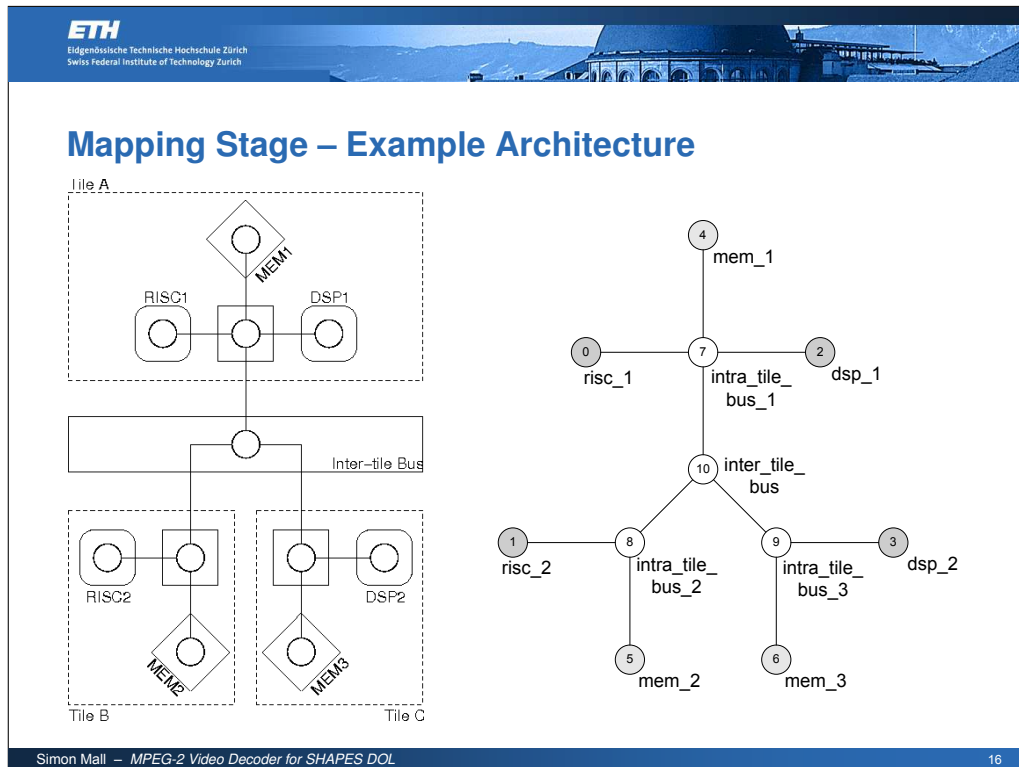 ETH
Eidgenössische Technische Hochschule Zürich
Swiss Federal Institute of Technology Zurich
Mapping Stage – Example Architecture
Tile A
MEM1
RISC1
DSP1
Inter-tile Bus
RISC2
DSP2
MEM2
MEM3
Tile B
Tile C
4
mem_1
0
7
2
risc_1
intra_tile_
bus_1
dsp_1
10
inter_tile_
bus
1
8
9
3
risc_2
intra_tile_
bus_2
intra_tile_
bus_3
dsp_2
5
6
mem_2
mem_3
Simon Mall – MPEG-2 Video Decoder for SHAPES DOL
16